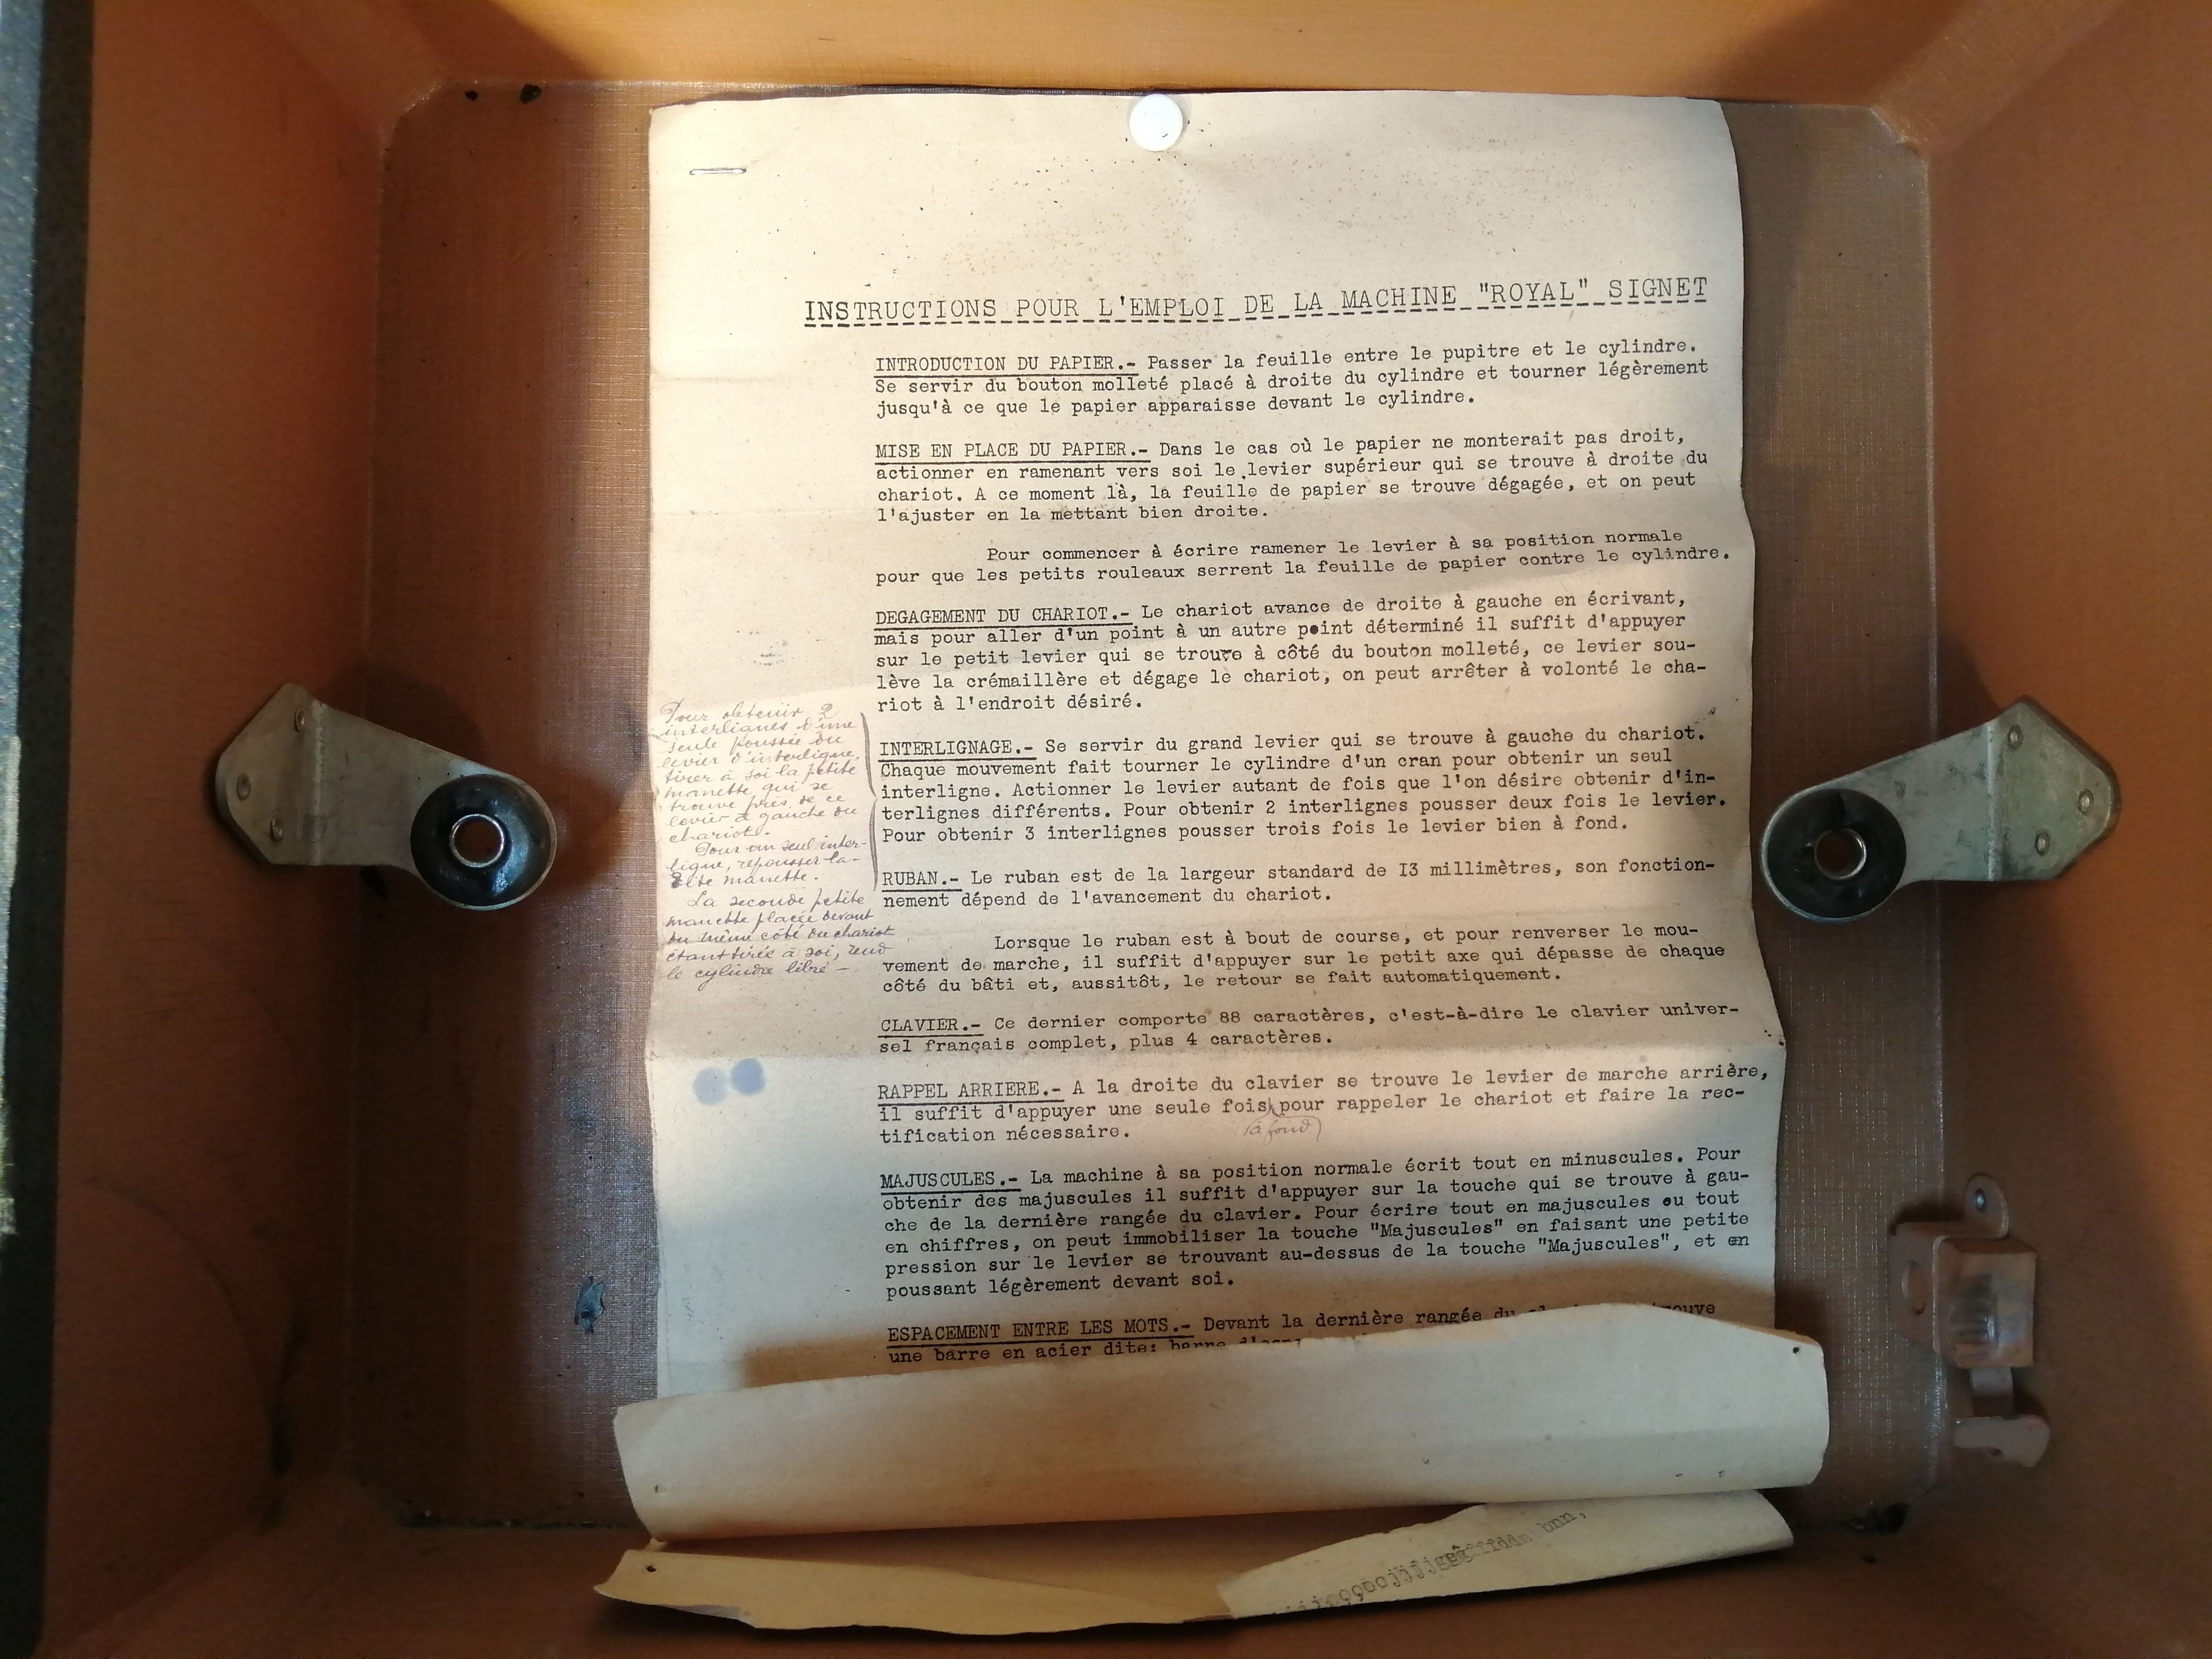 INSTRUCTIONS POUR L'EMPLOI DE LA MACHINE "ROYAL" SIGNET
INTRODUCTION DU PAPIER.- Passer la feuille entre le pupitre et le cylindre.
Se servir du bouton molleté placé à droite du cylindre et tourner légèrement
jusqu'à ce que le papier apparaisse devant le cylindre.
MISE EN PLACE DU PAPIER.- Dans le cas où le papier ne monterait pas droit,
actionner en ramenant vers soi le levier supérieur qui se trouve à droite du
chariot. A ce moment là, la feuille de papier se trouve dégagée, et on peut
l'ajuster en la mettant bien droite.
Pour commencer à écrire ramener le levier à sa position normale
pour que les petits rouleaux serrent la feuille de papier contre le cylindre.
DEGAGEMENT DU CHARIOT.- Le chariot avance de droite à gauche en écrivant,
mais pour aller d'un point à un autre point déterminé il suffit d'appuyer
sur le petit levier qui se trouve à côté du bouton molleté, ce levier sou-
lève la crémaillère et dégage le chariot, on peut arrêter à volonté le cha-
riot à l'endroit désiré.
Pour obtenir 2
interlignes d'une
seule poussée du
levier d'interligne,
tirer à soi la petite
manette qui se
trouve près de ce
levier à gauche du
chariot.
Pour un seul inter-
ligne, repousser la-
dite manette.
La seconde petite
manette placée devant
du même côté du chariot
étant tirée à soi, rend
le cylindre libre -
INTERLIGNAGE.- Se servir du grand levier qui se trouve à gauche du chariot.
Chaque mouvement fait tourner le cylindre d'un cran pour obtenir un seul
interligne. Actionner le levier autant de fois que l'on désire obtenir d'in-
terlignes différents. Pour obtenir 2 interlignes pousser deux fois le levier.
Pour obtenir 3 interlignes pousser trois fois le levier bien à fond.
RUBAN.- Le ruban est de la largeur standard de I3 millimètres, son fonction-
nement dépend de l'avancement du chariot.
Lorsque le ruban est à bout de course, et pour renverser le mou-
vement de marche, il suffit d'appuyer sur le petit axe qui dépasse de chaque
côté du bâti et, aussitôt, le retour se fait automatiquement.
CLAVIER.- Ce dernier comporte 88 caractères, c'est-à-dire le clavier univer-
sel français complet, plus 4 caractères.
RAPPEL ARRIERE.- A la droite du clavier se trouve le levier de marche arrière,
il suffit d'appuyer une seule fois pour rappeler le chariot et faire la rec-
(à fond)
tification nécessaire.
MAJUSCULES.- La machine à sa position normale écrit tout en minuscules. Pour
obtenir des majuscules il suffit d'appuyer sur la touche qui se trouve à gau-
che de la dernière rangée du clavier. Pour écrire tout en majuscules ou tout
en chiffres, on peut immobiliser la touche "Majuscules" en faisant une petite
pression sur le levier se trouvant au-dessus de la touche "Majuscules", et en
poussant légèrement devant soi.
ESPACEMENT ENTRE LES MOTS.- Devant la dernière rangée du
une barre en acier dite: barre